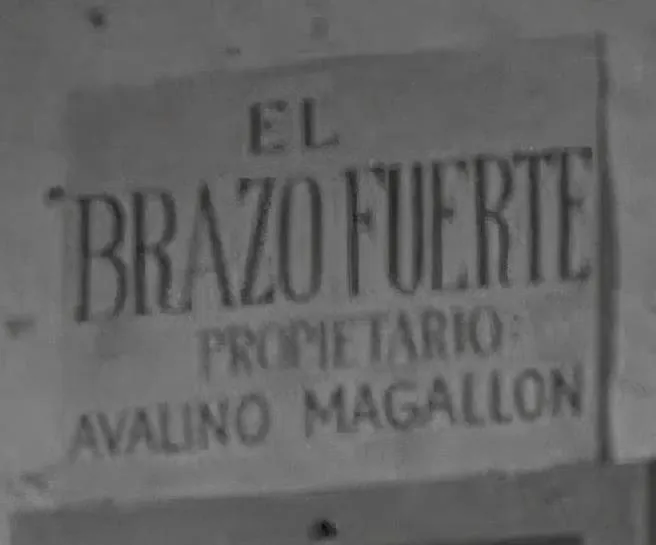 EL
BRAZO FUERTE
PROPIETARIO:
AVALINO MAGALLON